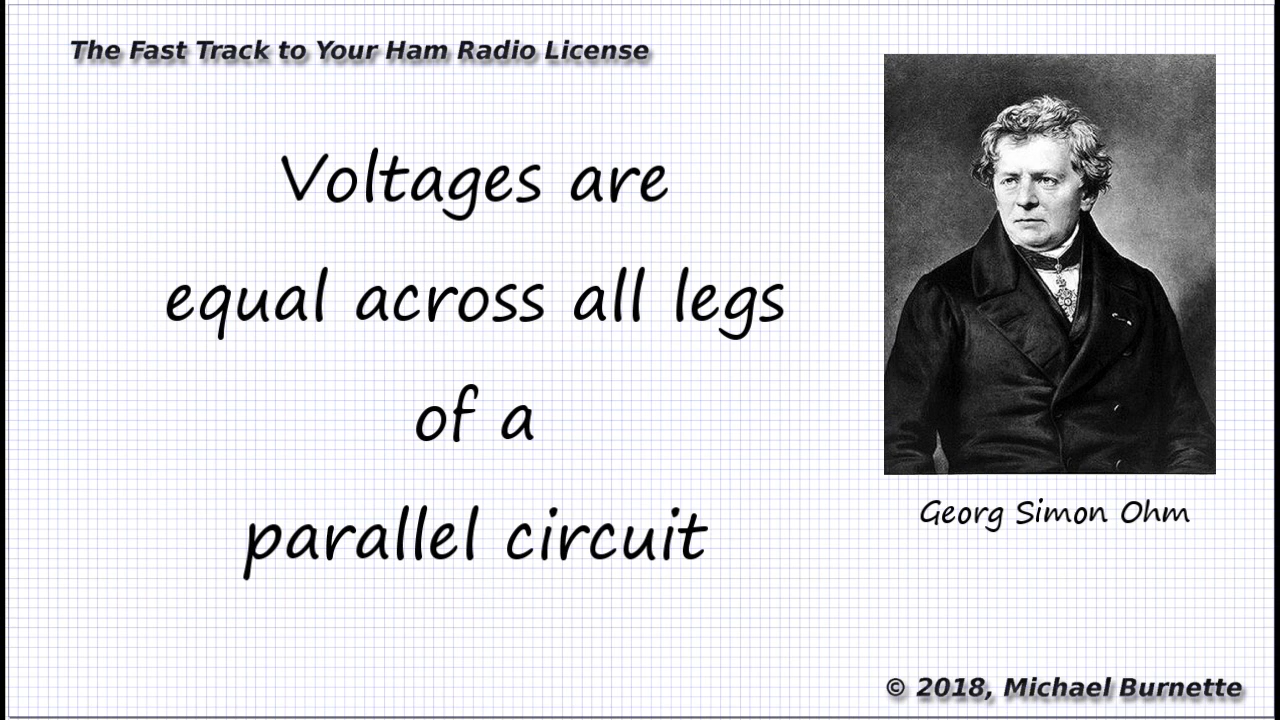 The Fast Track to Your Ham Radio License
Voltages are
equal across all legs
of a
parallel circuit
Georg Simon Ohm
© 2018, Michael Burnette